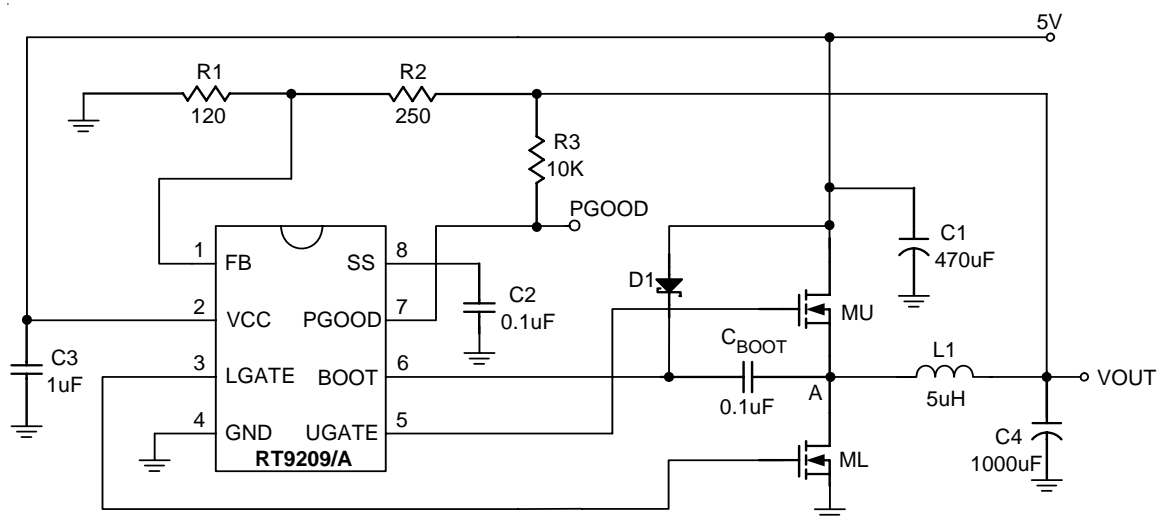 5V
R1
120
R2
250
R3
10K
PGOOD
C1
470uF
1
FB
SS
8
D1
C2
0.1uF
2
VCC
PGOOD
7
MU
C3
1uF
3
LGATE
BOOT
6
CBOOT
0.1uF
A
L1
5uH
VOUT
4
GND
UGATE
5
RT9209/A
ML
C4
1000uF